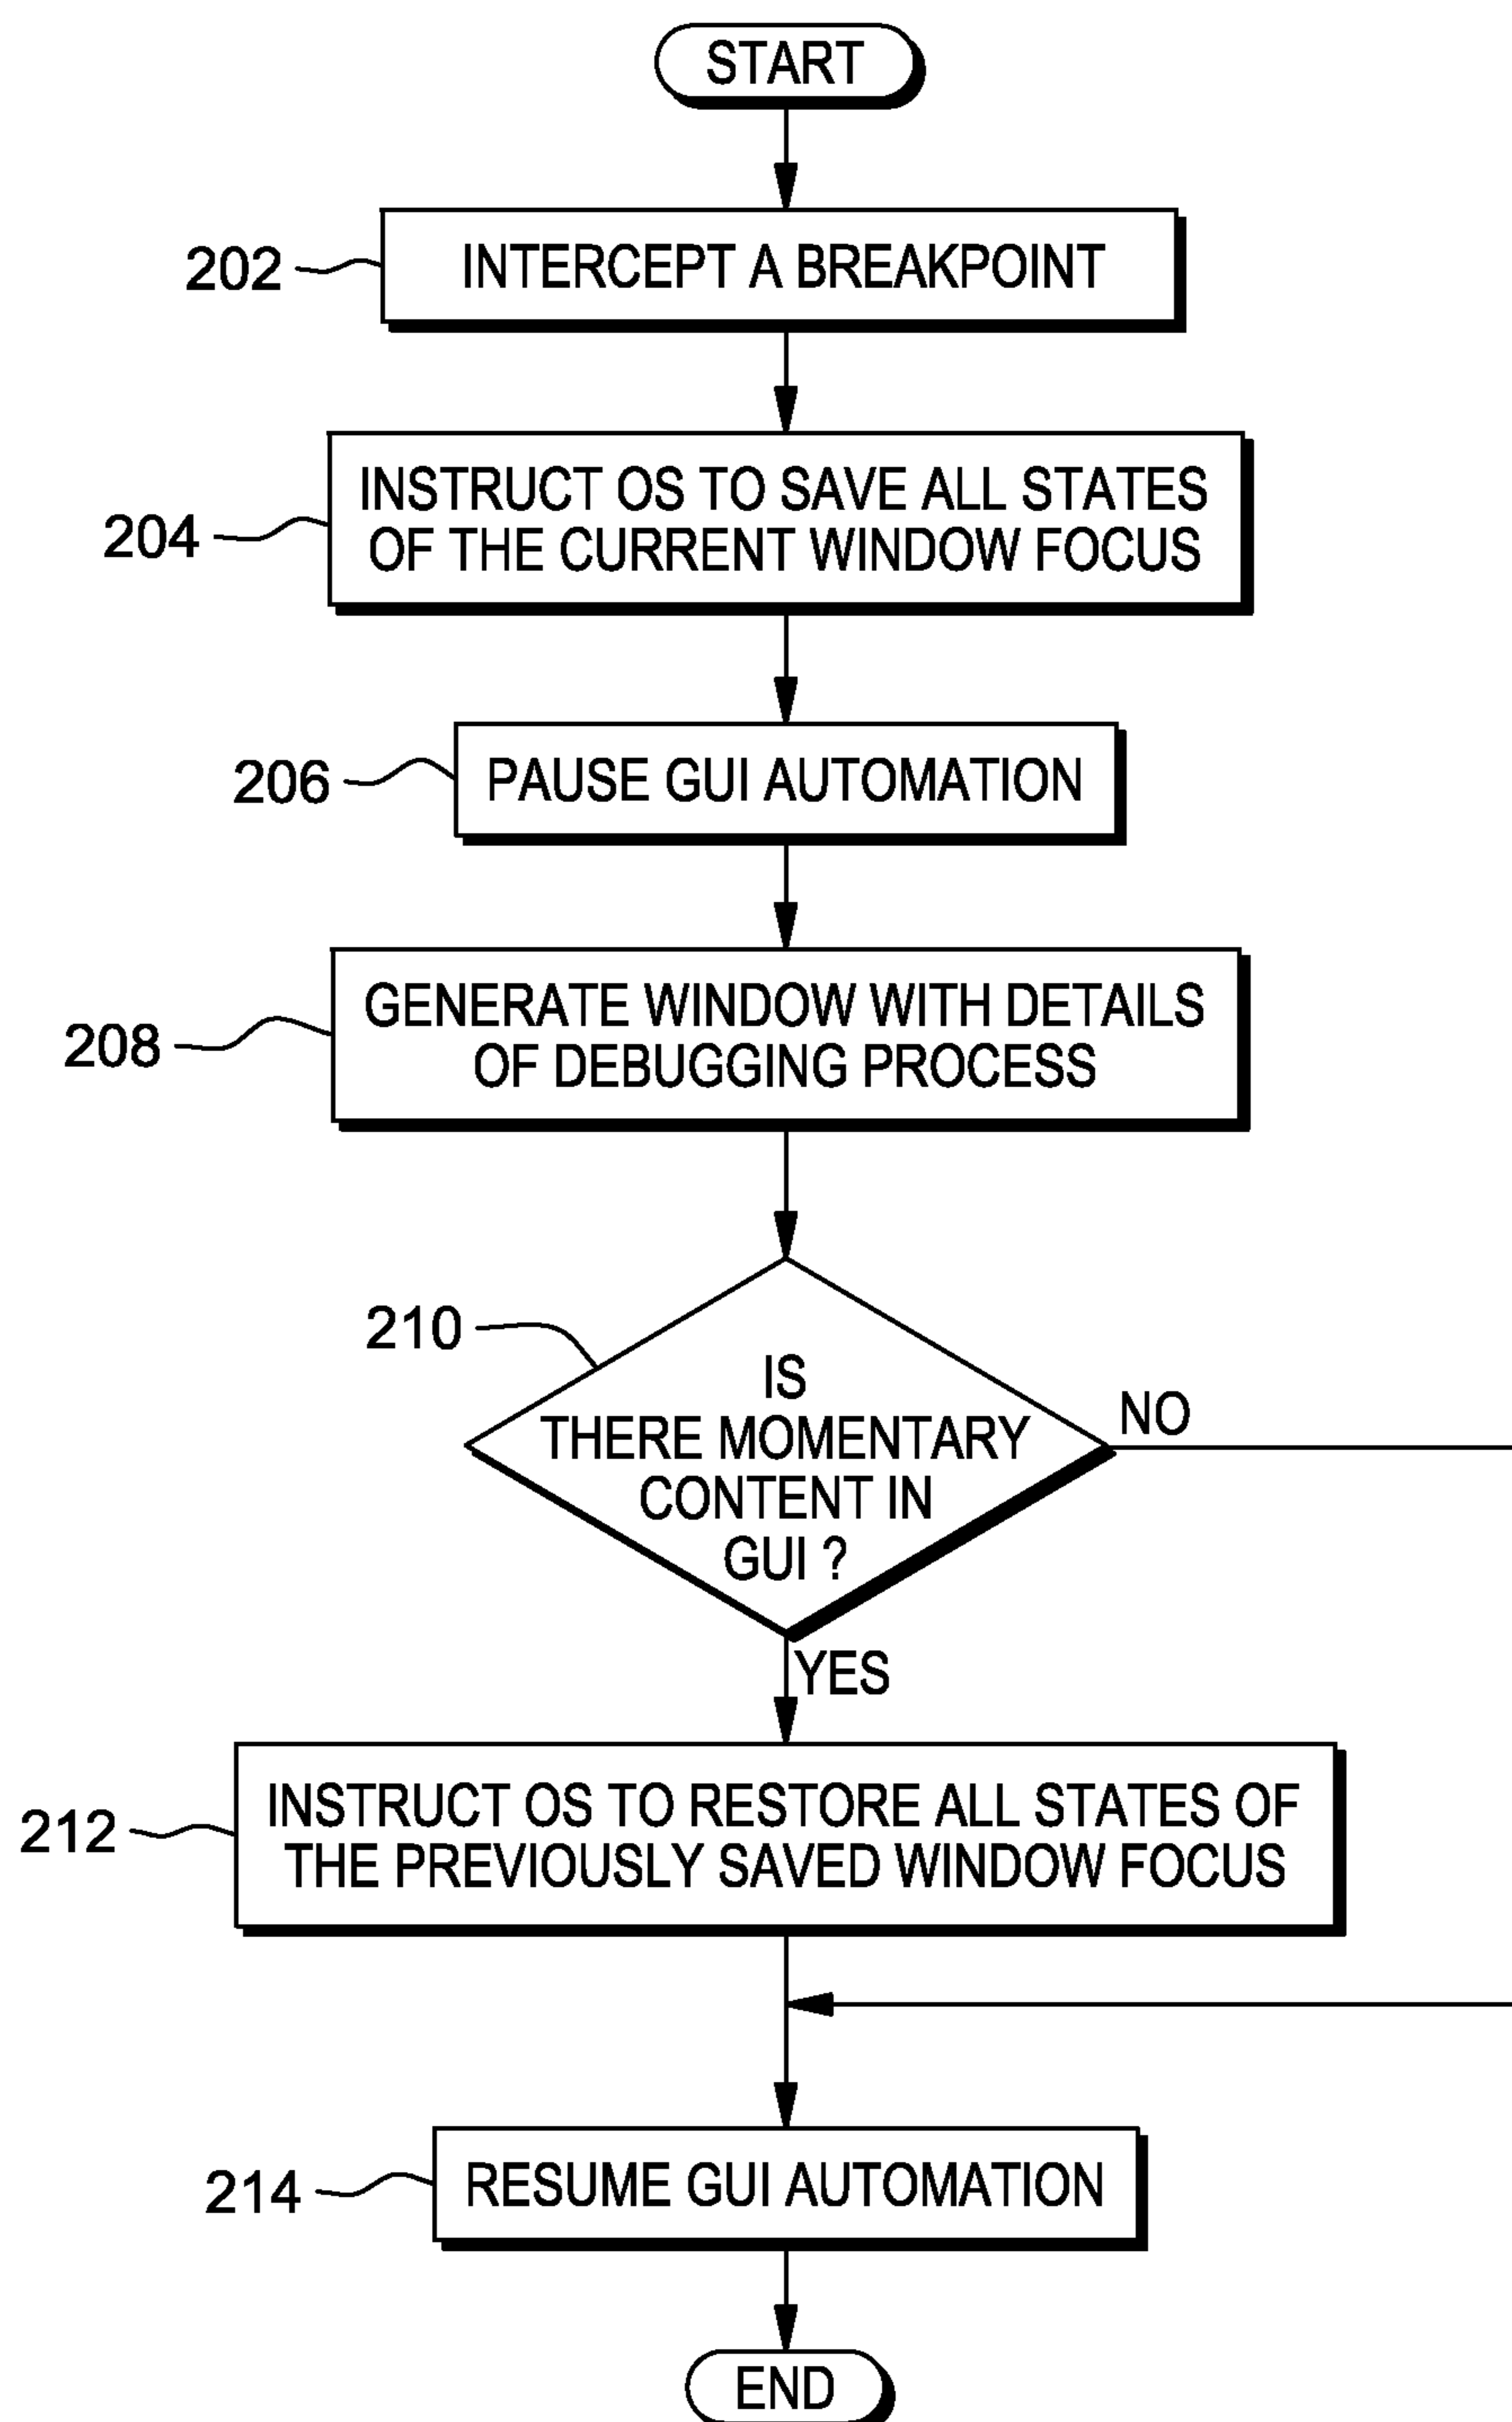 START
202
INTERCEPT A BREAKPOINT
204
INSTRUCT OS TO SAVE ALL STATES
OF THE CURRENT WINDOW FOCUS
206
PAUSE GUI AUTOMATION
208
GENERATE WINDOW WITH DETAILS
OF DEBUGGING PROCESS
210
IS
THERE MOMENTARY
CONTENT IN
GUI ?
NO
YES
212
INSTRUCT OS TO RESTORE ALL STATES OF
THE PREVIOUSLY SAVED WINDOW FOCUS
214
RESUME GUI AUTOMATION
END